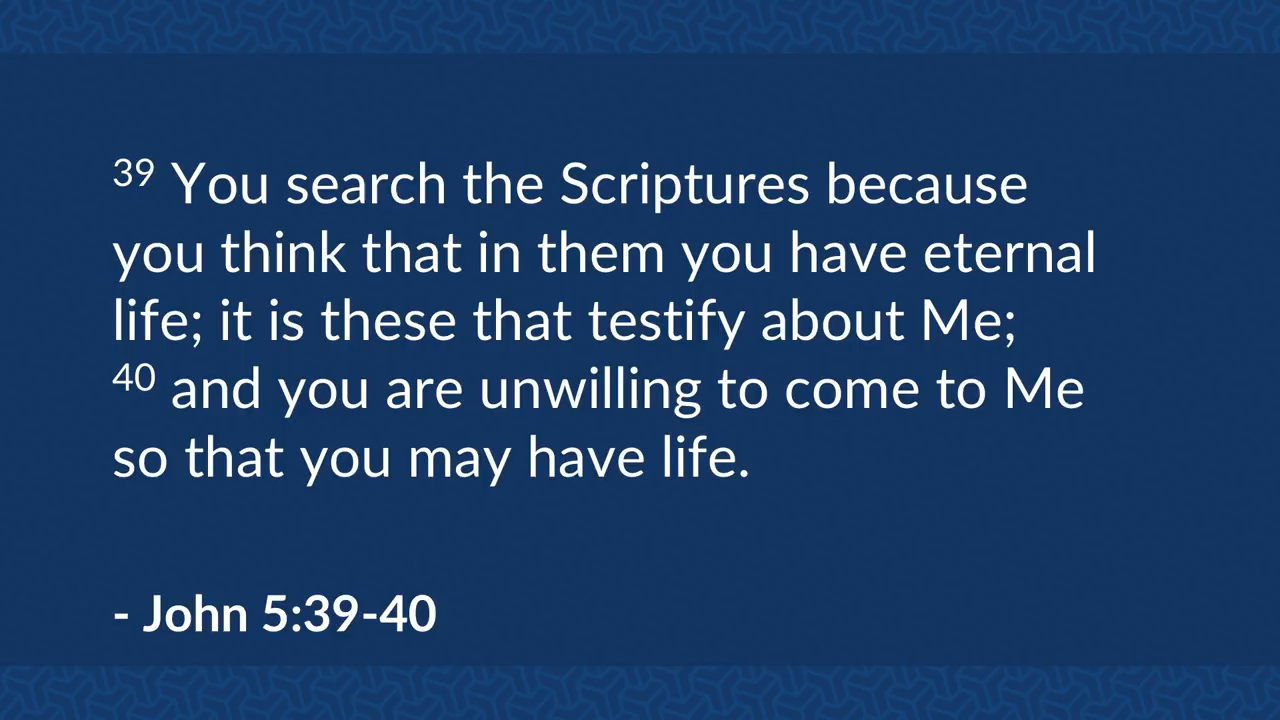 39 You search the Scriptures because
you think that in them you have eternal
life; it is these that testify about Me;
40 and you are unwilling to come to Me
so that you may have life.
- John 5:39-40